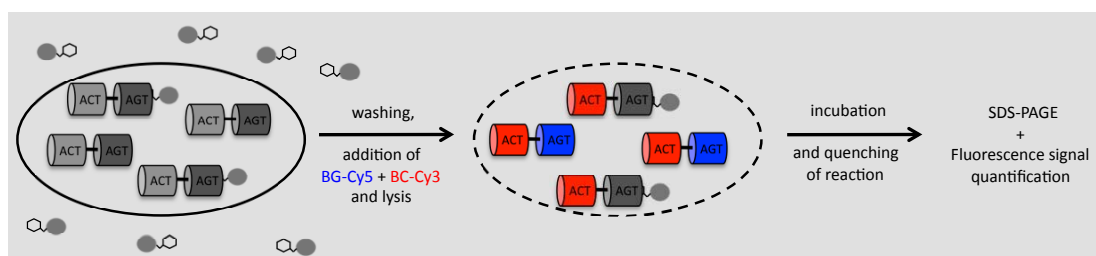 ACT AGT
ACT AGT
ACT AGT
ACT AGT
washing,
addition of
BG-Cy5 + BC-Cy3
and lysis
ACT AGT
ACT AGT
ACT AGT
ACT AGT
incubation
and quenching
of reaction
SDS-PAGE
+
Fluorescence signal
quantification